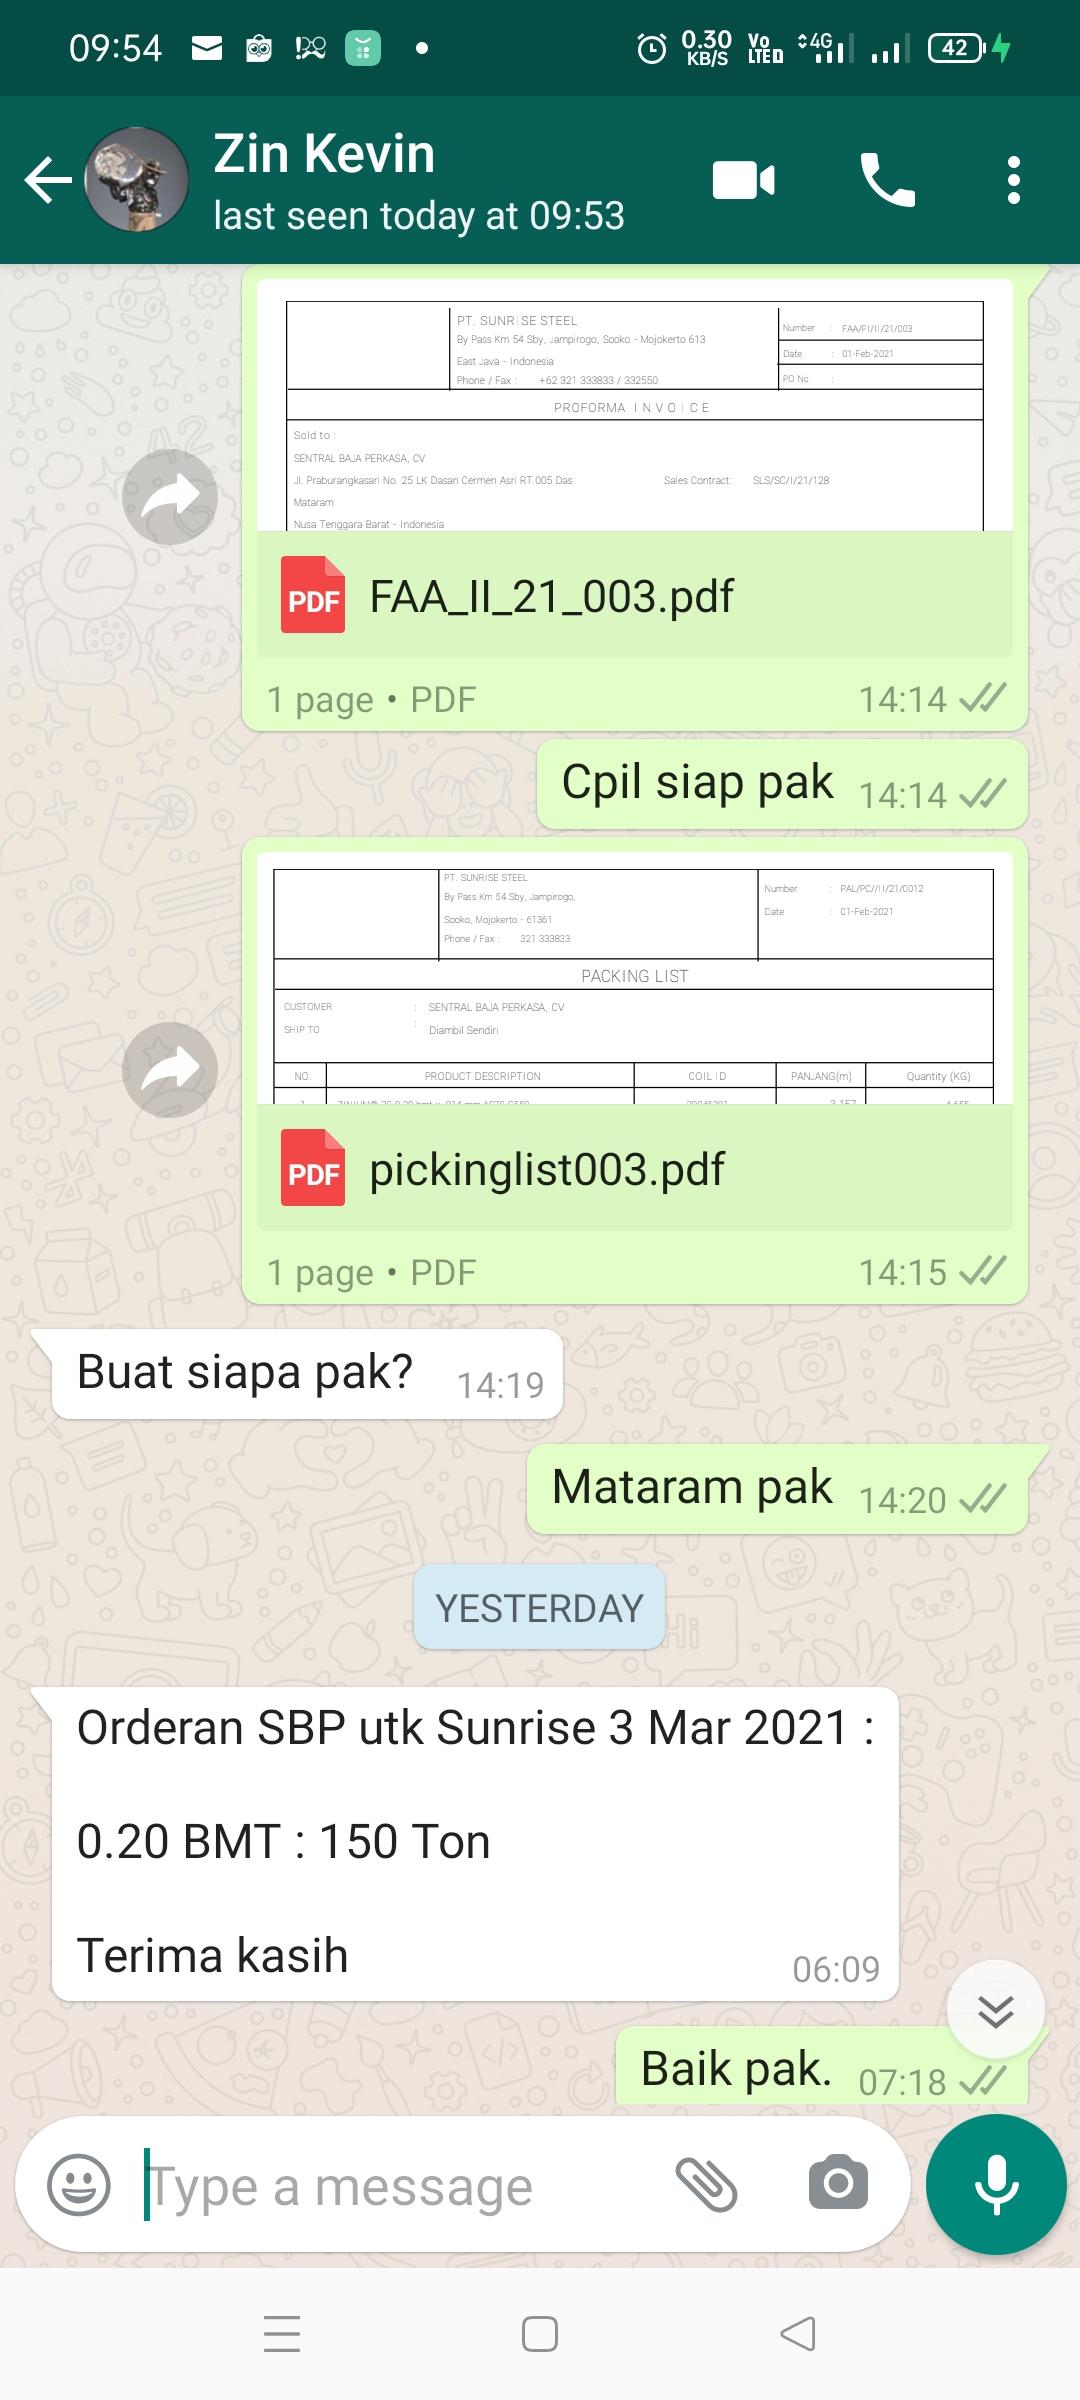 09:54
0.30
KB/S
Vo
LTED
4G
42
Zin Kevin
last seen today at 09:53
PT. SUNRISE STEEL
By Pass Km 54 Sby, Jampirogo, Sooko - Mojokerto 613
East Java - Indonesia
Phone / Fax : +62 321 333833 / 332550
Number : FAA/PI/II/21/003
Date : 01-Feb-2021
PO No. :
PROFORMA INVOICE
Sold to :
SENTRAL BAJA PERKASA, CV
Jl. Praburangkasari No. 25 LK Dasan Cermen Asri RT.005 Das
Sales Contract: SLS/SC/I/21/128
Mataram
Nusa Tenggara Barat - Indonesia
PDF FAA_II_21_003.pdf
1 page • PDF 14:14
Cpil siap pak 14:14
PT. SUNRISE STEEL
By Pass Km 54 Sby, Jampirogo,
Sooko, Mojokerto - 61361
Phone / Fax : 321 333833
Number : PAL/PC//II/21/0012
Date : 01-Feb-2021
PACKING LIST
CUSTOMER : SENTRAL BAJA PERKASA, CV
SHIP TO : Diambil Sendiri
NO. PRODUCT DESCRIPTION COIL ID PANJANG(m) Quantity (KG)
PDF pickinglist003.pdf
1 page • PDF 14:15
Buat siapa pak? 14:19
Mataram pak 14:20
YESTERDAY
Orderan SBP utk Sunrise 3 Mar 2021 :
0.20 BMT : 150 Ton
Terima kasih 06:09
Baik pak. 07:18
Type a message